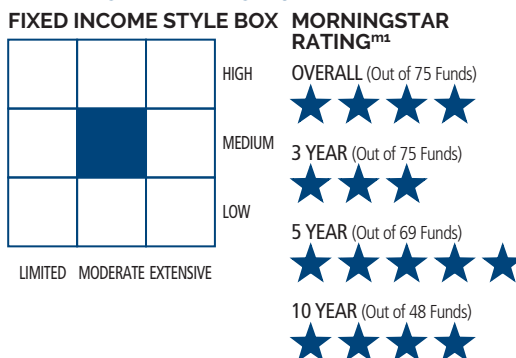 FIXED INCOME STYLE BOX
HIGH
MEDIUM
LOW
LIMITED MODERATE EXTENSIVE
MORNINGSTAR
RATINGᵐ¹
OVERALL (Out of 75 Funds)
3 YEAR (Out of 75 Funds)
5 YEAR (Out of 69 Funds)
10 YEAR (Out of 48 Funds)